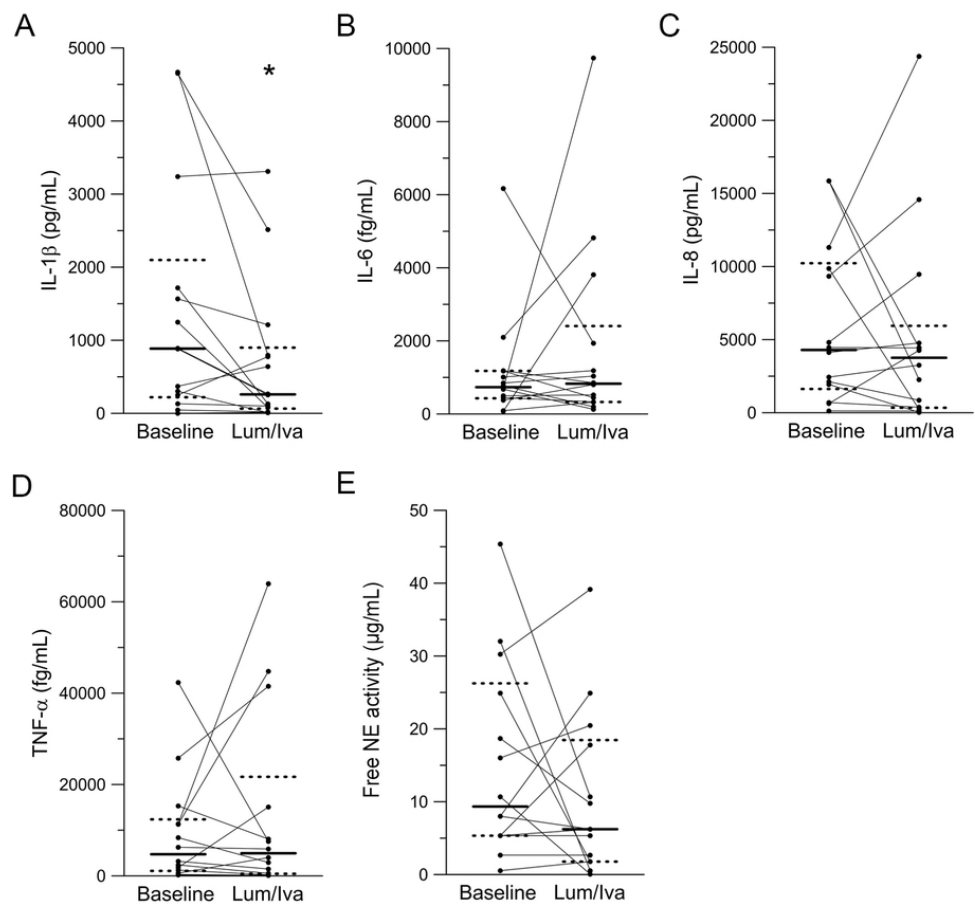 A
5000
4000
3000
2000
1000
0
IL-1β (pg/mL)
*
Baseline
Lum/Iva
B
10000
8000
6000
4000
2000
0
IL-6 (fg/mL)
Baseline
Lum/Iva
C
25000
20000
15000
10000
5000
0
IL-8 (pg/mL)
Baseline
Lum/Iva
D
80000
60000
40000
20000
0
TNF-α (fg/mL)
Baseline
Lum/Iva
E
50
40
30
20
10
0
Free NE activity (µg/mL)
Baseline
Lum/Iva